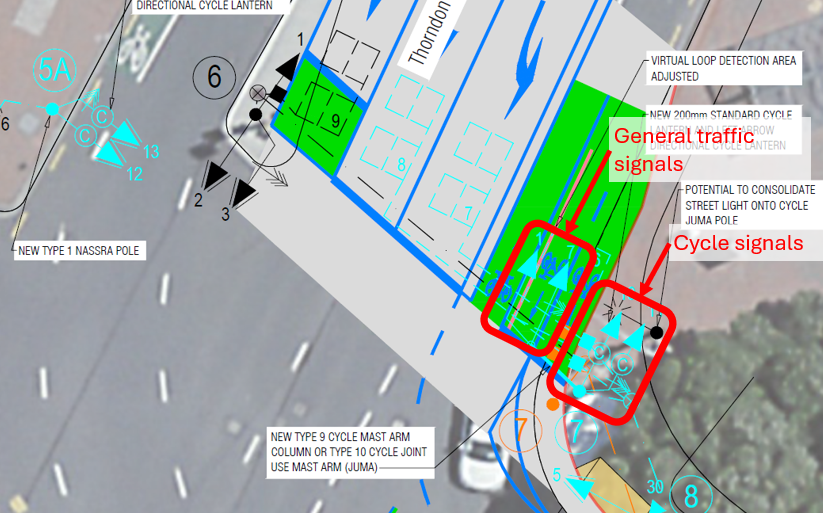 DIRECTIONAL CYCLE LANTERN
Thorndon
1
6
5A
VIRTUAL LOOP DETECTION AREA
ADJUSTED
NEW 200mm STANDARD CYCLE
DIRECTIONAL CYCLE LANTERN
General traffic
signals
9
6
C
C
13
12
8
7
2
3
POTENTIAL TO CONSOLIDATE
STREET LIGHT ONTO CYCLE
JUMA POLE
Cycle signals
NEW TYPE 1 NASSRA POLE
1
7
C
C
NEW TYPE 9 CYCLE MAST ARM
COLUMN OR TYPE 10 CYCLE JOINT
USE MAST ARM (JUMA)
7
7
5
30
8